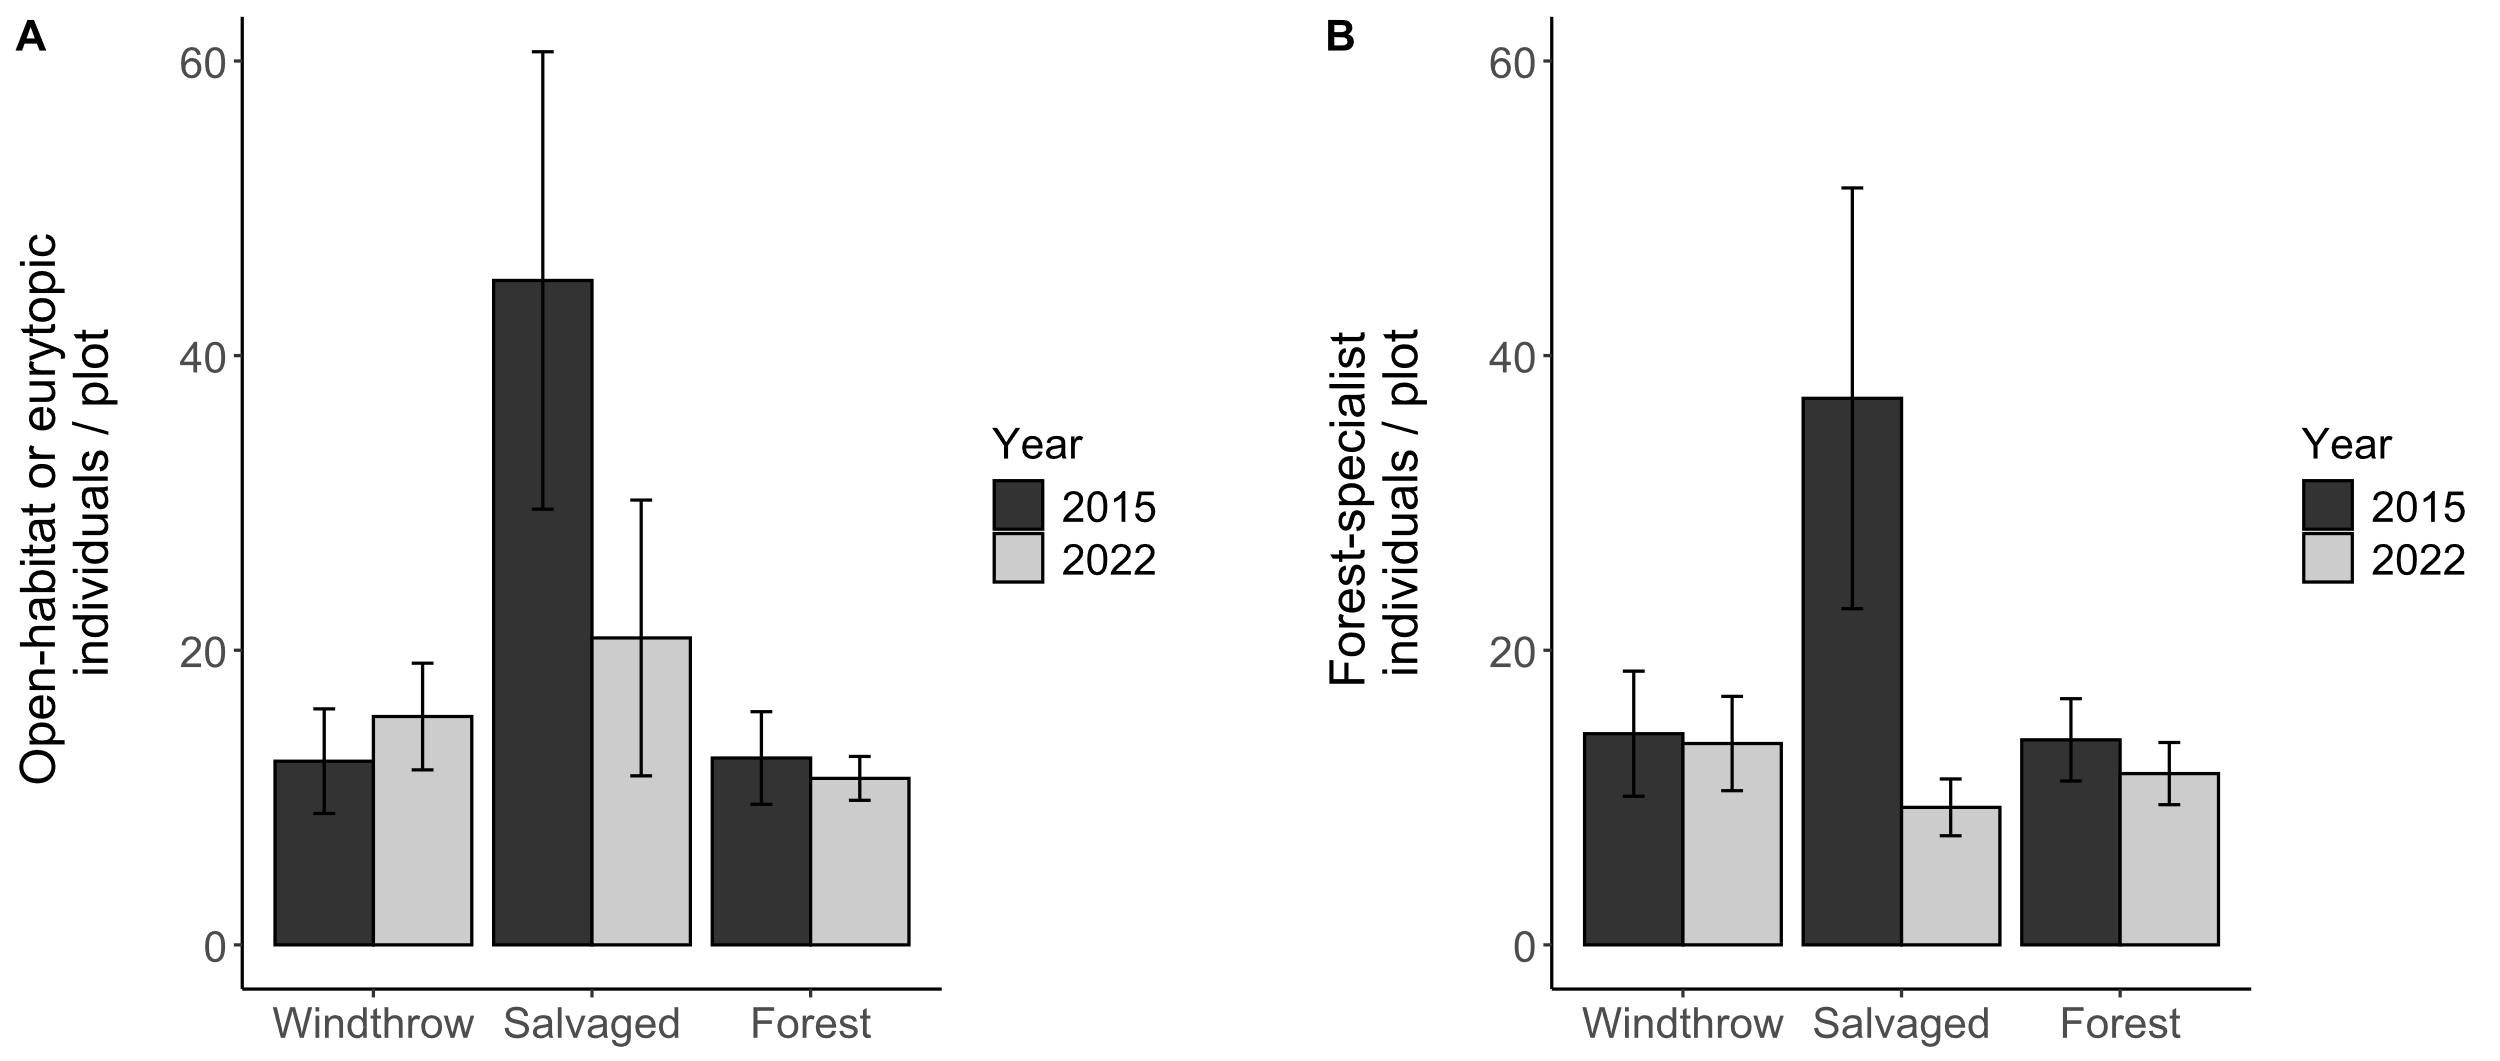 A
Open-habitat or eurytopic
individuals / plot
60
40
20
0
Windthrow Salvaged Forest
Year
2015
2022
B
Forest-specialist
individuals / plot
60
40
20
0
Windthrow Salvaged Forest
Year
2015
2022